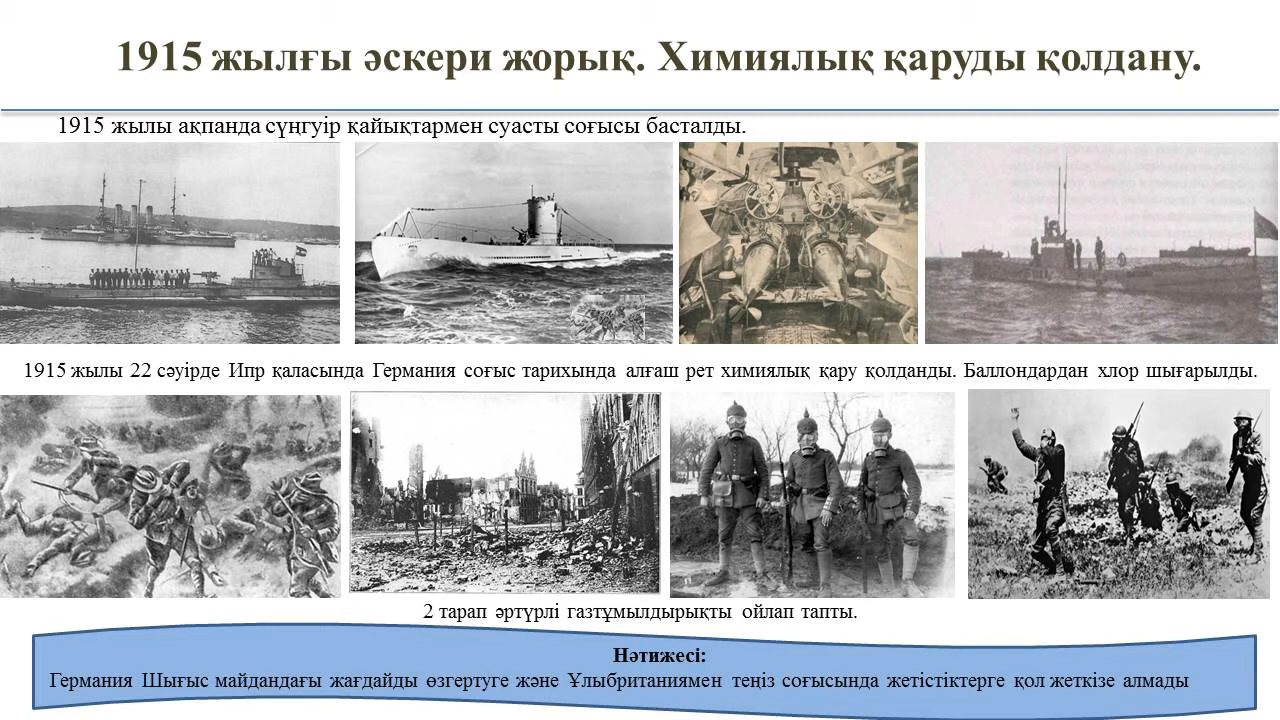 1915 жылғы әскери жорық. Химиялық қаруды қолдану.
1915 жылы ақпанда сүңгуір қайықтармен суасты соғысы басталды.
1915 жылы 22 сәуірде Ипр қаласында Германия соғыс тарихында алғаш рет химиялық қару қолданды. Баллондардан хлор шығарылды.
2 тарап әртүрлі газтұмылдырықты ойлап тапты.
Нәтижесі:
Германия Шығыс майдандағы жағдайды өзгертуге және Ұлыбританиямен теңіз соғысында жетістіктерге қол жеткізе алмады